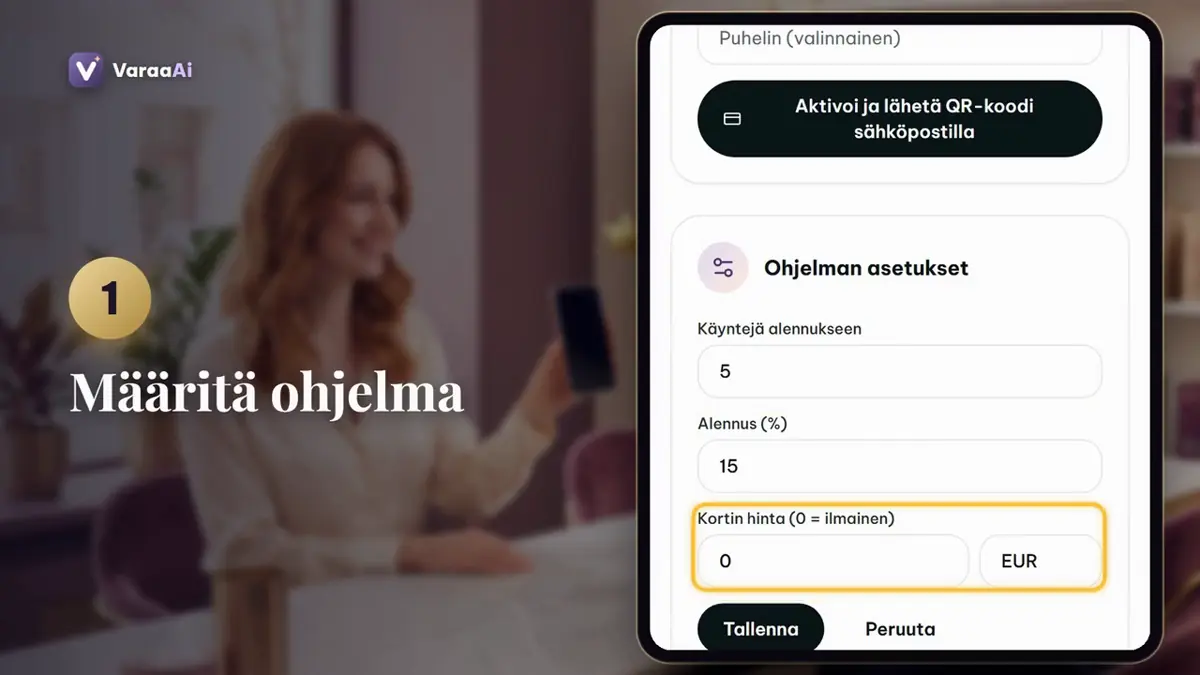 VaraaAi
1
Määritä ohjelma
Puhelin (valinnainen)
Aktivoi ja lähetä QR-koodi
sähköpostilla
Ohjelman asetukset
Käyntejä alennukseen
5
Alennus (%)
15
Kortin hinta (0 = ilmainen)
0
EUR
Tallenna
Peruuta